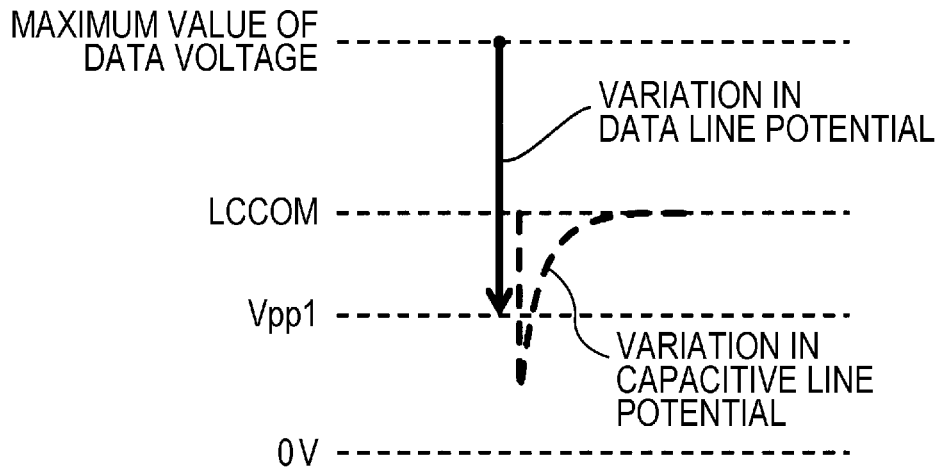 MAXIMUM VALUE OF
DATA VOLTAGE
VARIATION IN
DATA LINE POTENTIAL
LCCOM
Vpp1
VARIATION IN
CAPACITIVE LINE
POTENTIAL
0V